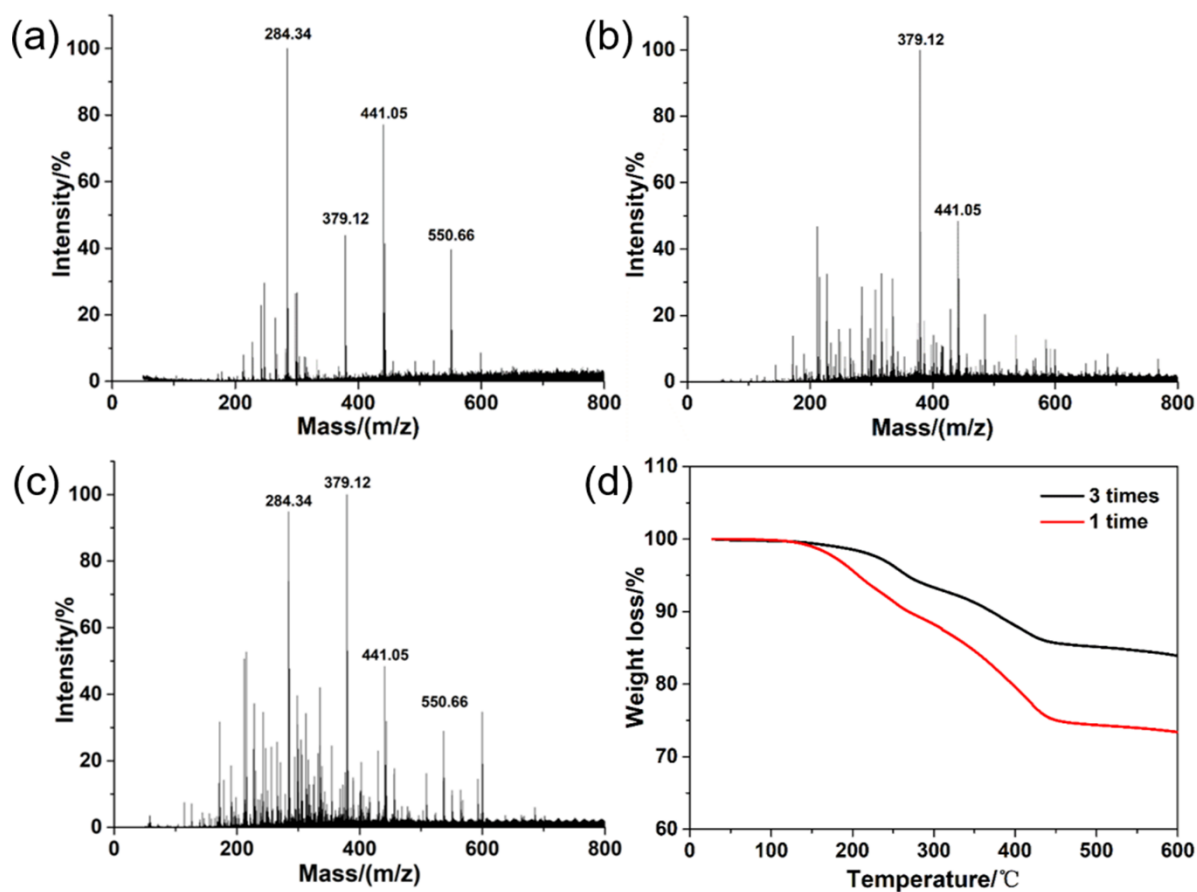 (a)
Intensity/%
100
80
60
40
20
0
284.34
441.05
379.12
550.66
0 200 400 600 800
Mass/(m/z)
(b)
Intensity/%
100
80
60
40
20
0
379.12
441.05
0 200 400 600 800
Mass/(m/z)
(c)
Intensity/%
100
80
60
40
20
0
379.12
284.34
441.05
550.66
0 200 400 600 800
Mass/(m/z)
(d)
Weight loss/%
110
100
90
80
70
60
3 times
1 time
0 100 200 300 400 500 600
Temperature/℃